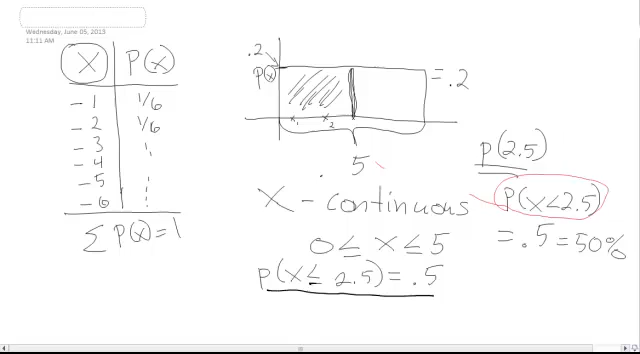 Wednesday, June 05, 2013
11:11 AM
X P(x)
- 1 1/6
- 2 1/6
- 3
- 4
- 5
- 6
∑ P(x) = 1
.2
P(x)
= .2
x₁ x₂
5
X - continuous
0 ≤ x ≤ 5
P(x ≤ 2.5) = .5
P(2.5)
P(x < 2.5)
= .5 = 50%